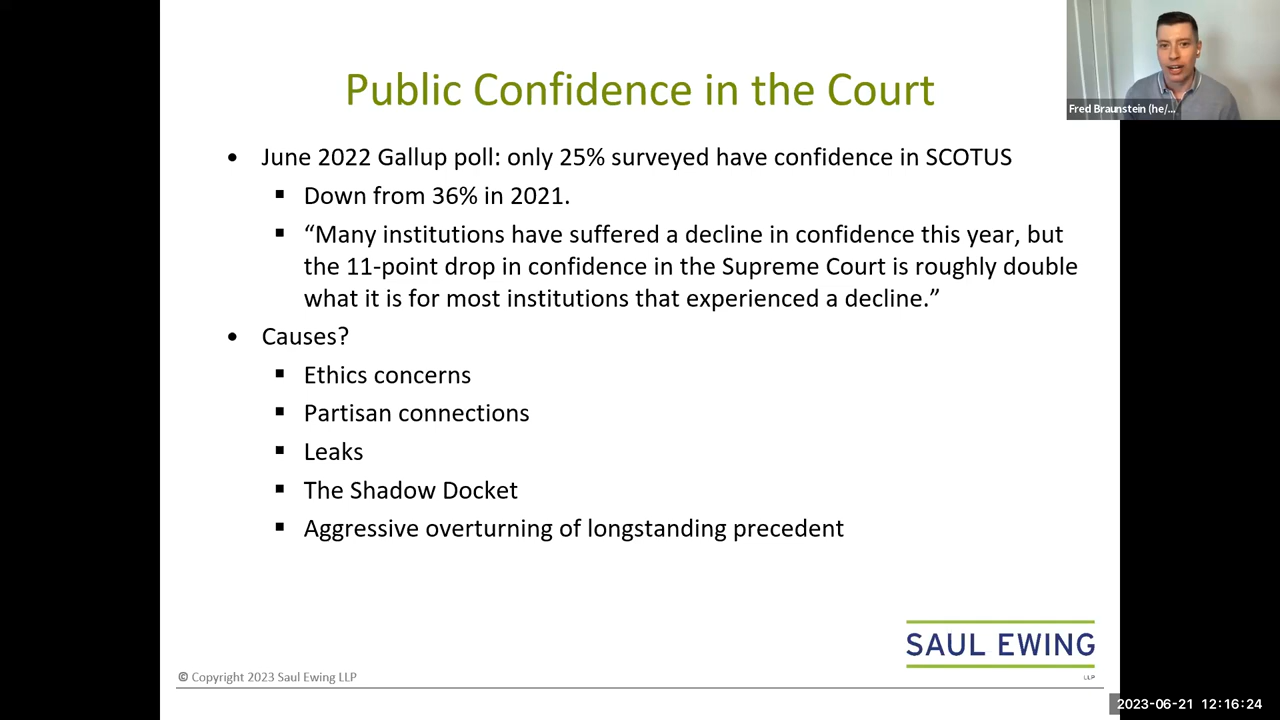 Public Confidence in the Court
Fred Braunstein (he/...
• June 2022 Gallup poll: only 25% surveyed have confidence in SCOTUS
▪ Down from 36% in 2021.
▪ “Many institutions have suffered a decline in confidence this year, but
the 11-point drop in confidence in the Supreme Court is roughly double
what it is for most institutions that experienced a decline.”
• Causes?
▪ Ethics concerns
▪ Partisan connections
▪ Leaks
▪ The Shadow Docket
▪ Aggressive overturning of longstanding precedent
SAUL EWING
LLP
© Copyright 2023 Saul Ewing LLP
2023-06-21 12:16:24